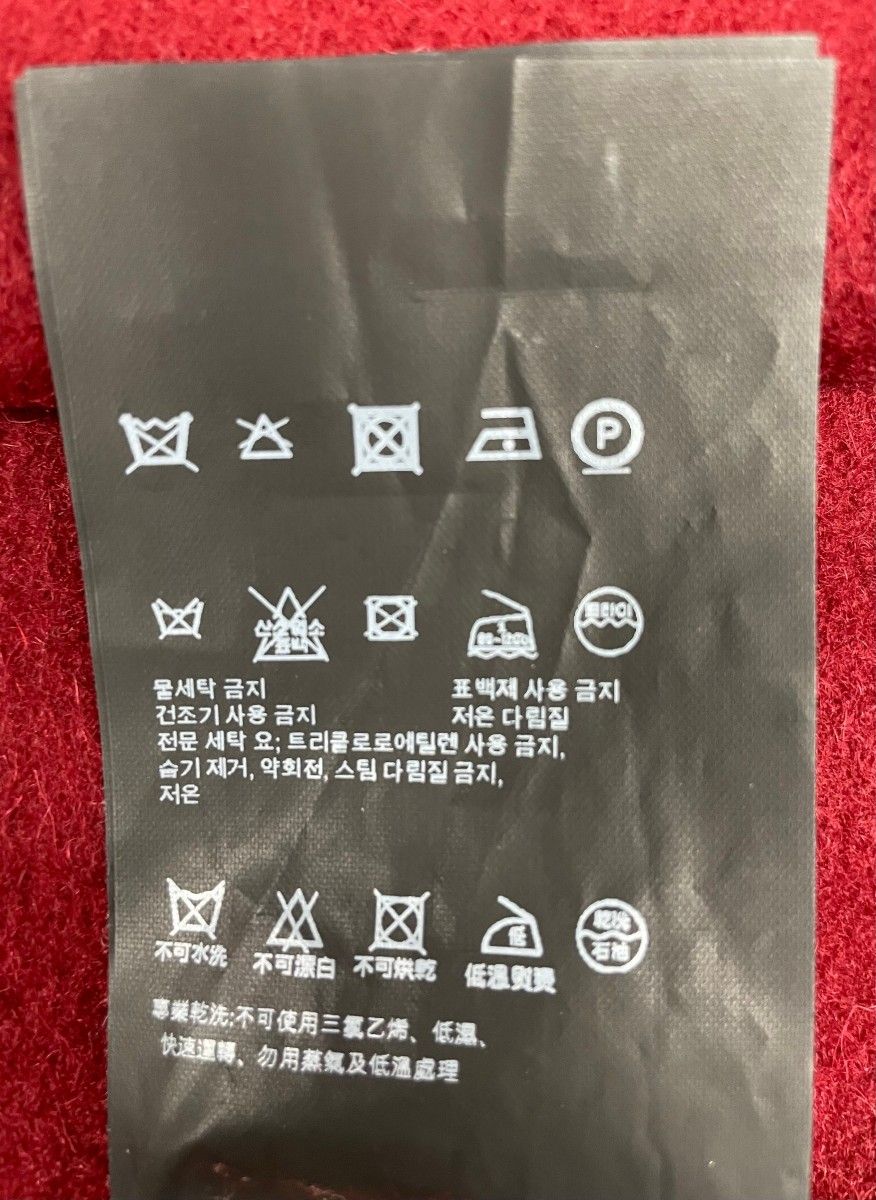 P
산소 염소
표백
80~120℃
드라이
물세탁 금지 표백제 사용 금지
건조기 사용 금지 저온 다림질
전문 세탁 요; 트리클로로에틸렌 사용 금지,
습기 제거, 약회전, 스팀 다림질 금지,
저온
低
乾洗
石油
不可水洗 不可漂白 不可烘乾 低溫熨燙
專業乾洗:不可使用三氯乙烯、低濕、
快速運轉、勿用蒸氣及低溫處理